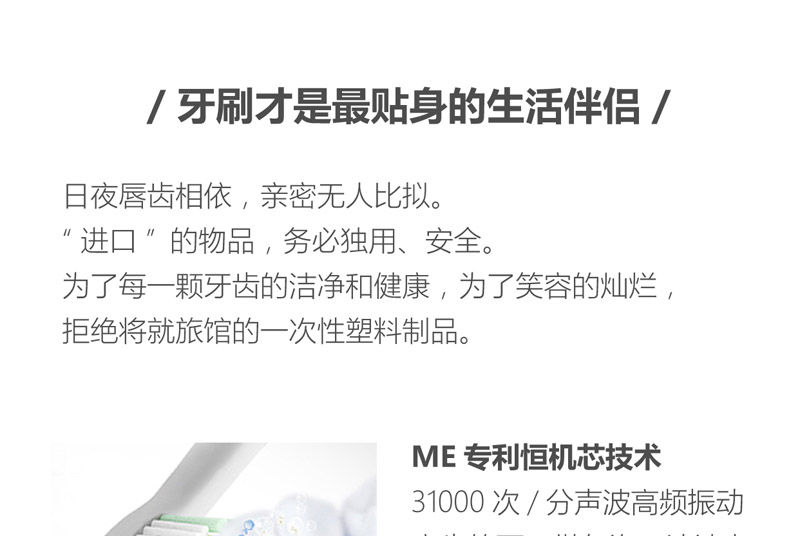 / 牙刷才是最贴身的生活伴侣 /
日夜唇齿相依，亲密无人比拟。
“ 进口 ” 的物品，务必独用、安全。
为了每一颗牙齿的洁净和健康，为了笑容的灿烂，
拒绝将就旅馆的一次性塑料制品。
ME 专利恒机芯技术
31000 次 / 分声波高频振动